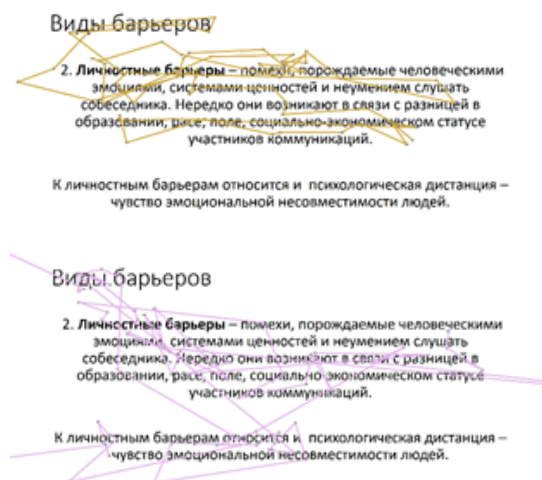 Виды барьеров
2. Личностные барьеры – помехи, порождаемые человеческими
эмоциями, системами ценностей и неумением слушать
собеседника. Нередко они возникают в связи с разницей в
образовании, расе, поле, социально-экономическом статусе
участников коммуникаций.
К личностным барьерам относится и психологическая дистанция –
чувство эмоциональной несовместимости людей.
Виды барьеров
2. Личностные барьеры – помехи, порождаемые человеческими
эмоциями, системами ценностей и неумением слушать
собеседника. Нередко они возникают в связи с разницей в
образовании, расе, поле, социально-экономическом статусе
участников коммуникаций.
К личностным барьерам относится и психологическая дистанция –
чувство эмоциональной несовместимости людей.